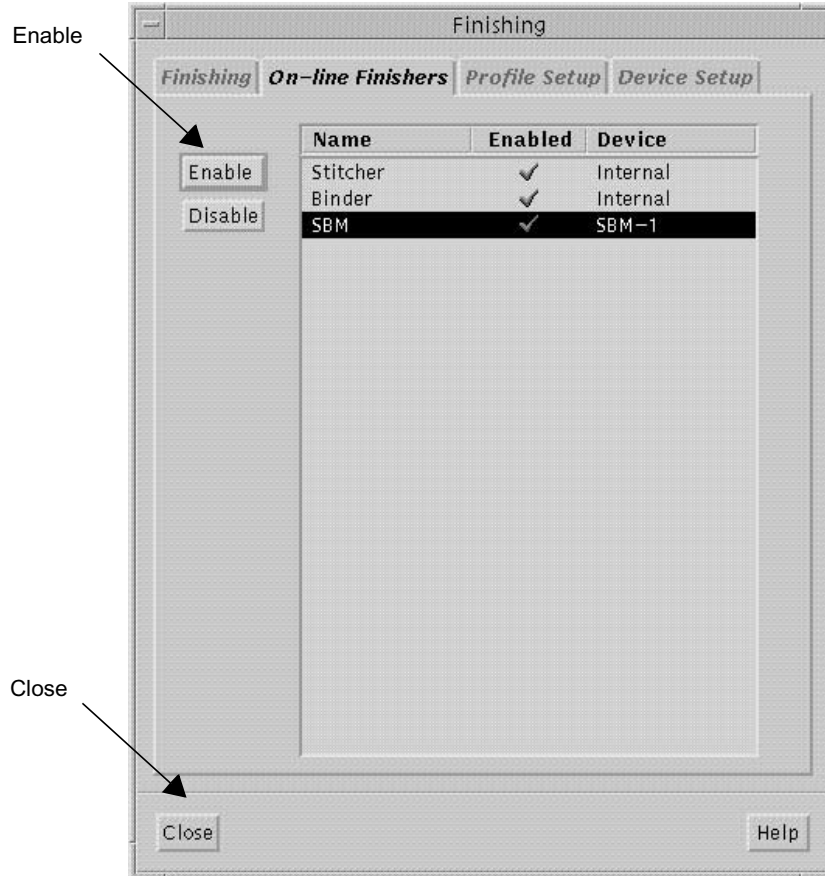 Finishing
Enable
Finishing On-line Finishers Profile Setup Device Setup
Name Enabled Device
Enable Stitcher Internal
Binder Internal
Disable SBM SBM-1
Close
Close Help